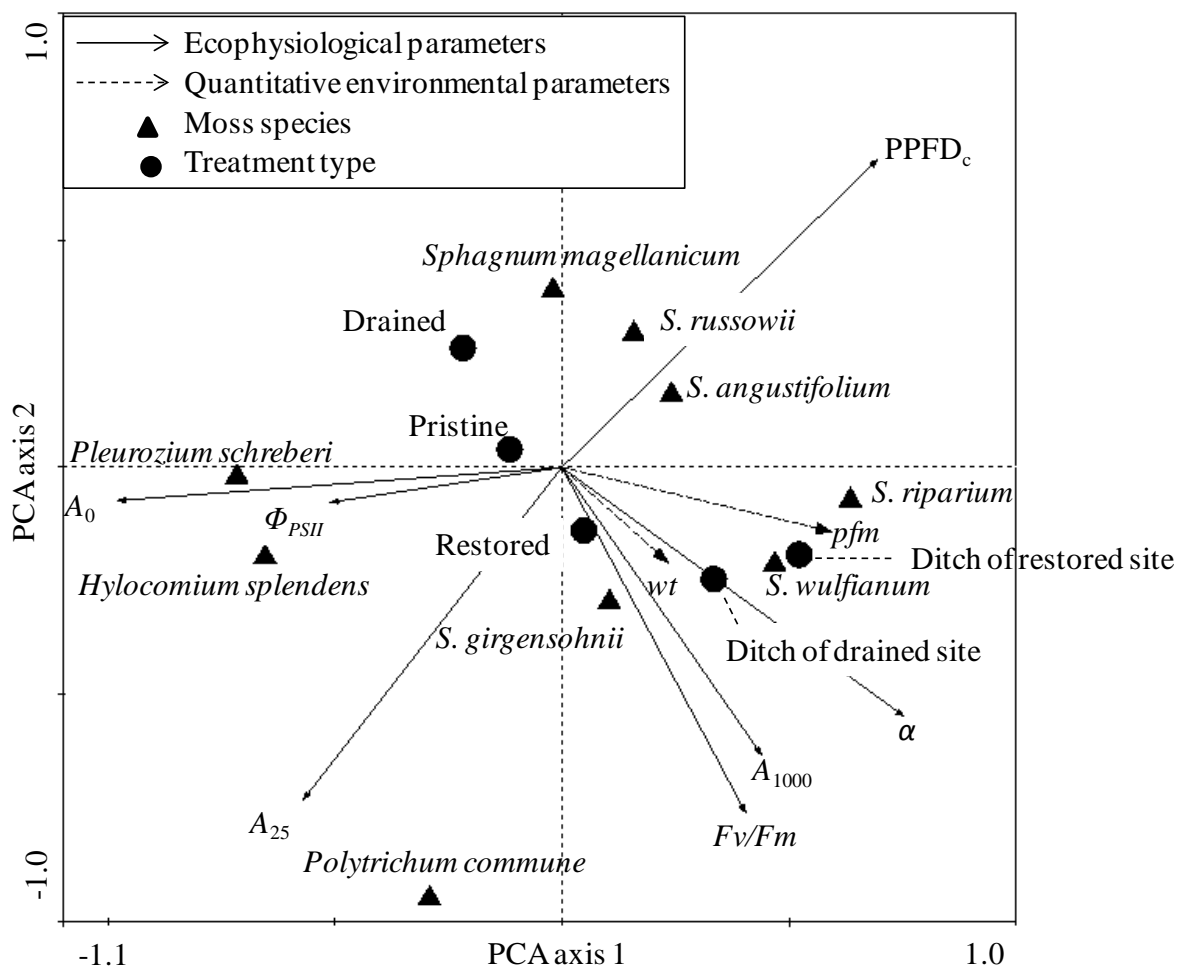 1.0
Ecophysiological parameters
Quantitative environmental parameters
Moss species
Treatment type
PPFDc
Sphagnum magellanicum
S. russowii
Drained
S. angustifolium
Pristine
Pleurozium schreberi
A0
ΦPSII
S. riparium
pfm
Restored
Ditch of restored site
Hylocomium splendens
wt
S. wulfianum
S. girgensohnii
Ditch of drained site
α
A1000
A25
Fv/Fm
Polytrichum commune
PCA axis 2
-1.0
-1.1
PCA axis 1
1.0